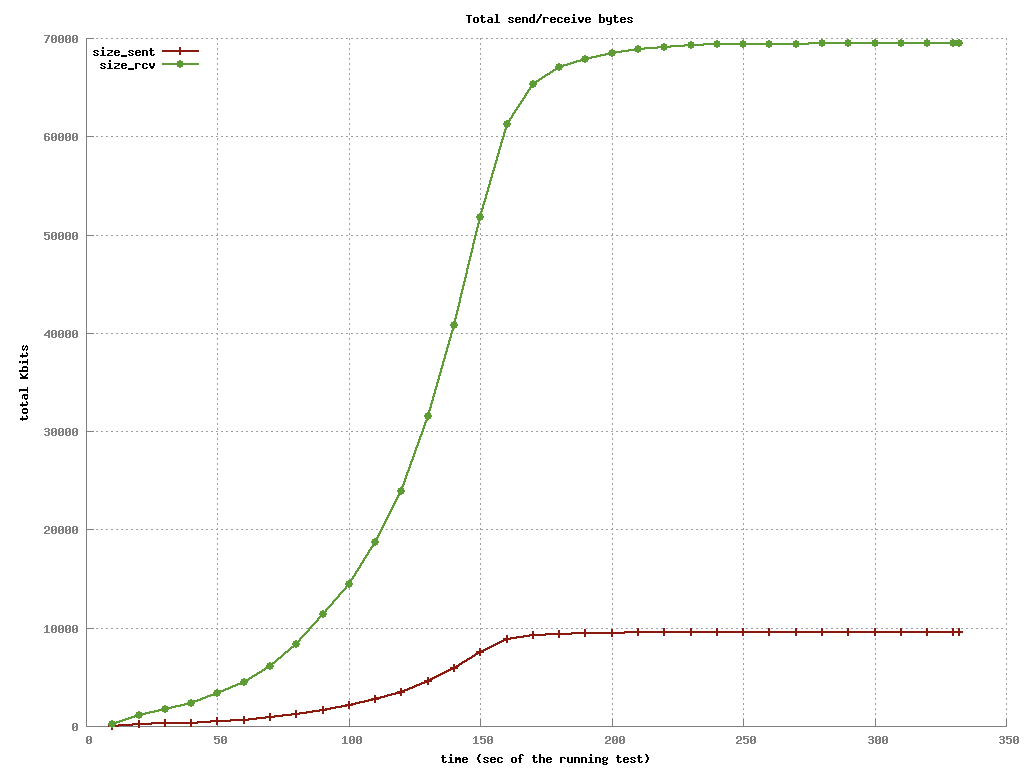 Total send/receive bytes
size_sent
size_rcv
70000
60000
50000
40000
30000
20000
10000
0
total Kbits
0 50 100 150 200 250 300 350
time (sec of the running test)